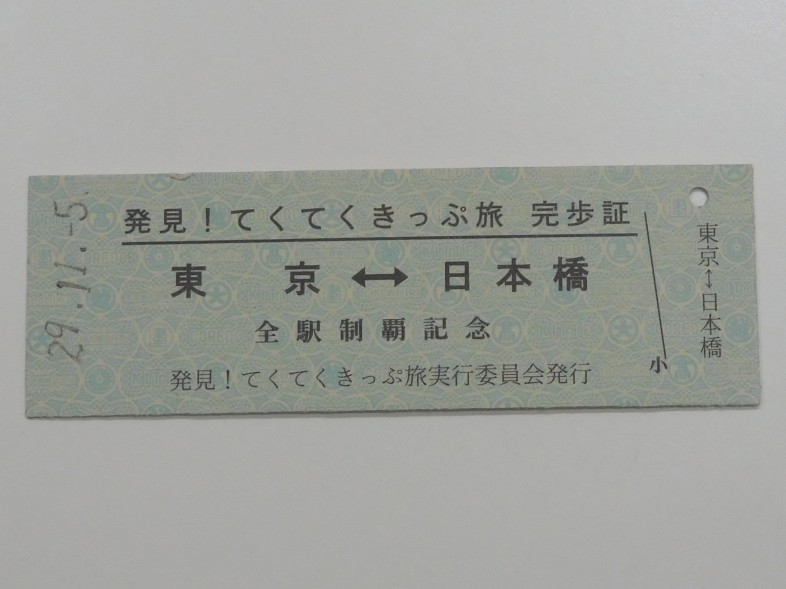 29.11.-5.
発見！てくてくきっぷ旅 完歩証
東京↔日本橋
全駅制覇記念
発見！てくてくきっぷ旅実行委員会発行
小
東京↔日本橋